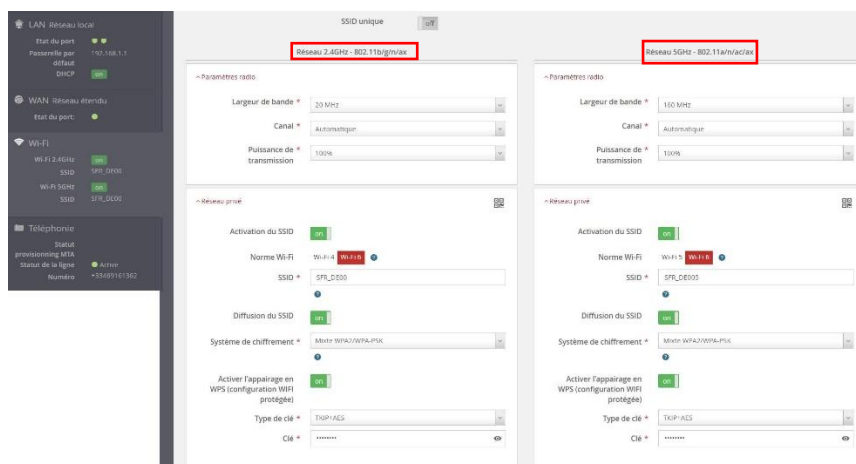 LAN Réseau local
Etat du port
Passerelle par défaut 192.168.1.1
DHCP on
WAN Réseau étendu
État du port:
Wi-Fi
Wi-Fi 2.4GHz on
SSID SFR_DE00
Wi-Fi 5GHz on
SSID SFR_DE00
Téléphonie
Statut provisionning MTA
Statut de la ligne Active
Numéro
SSID unique off
Réseau 2.4GHz - 802.11b/g/n/ax
Paramètres radio
Largeur de bande * 20 MHz
Canal * Automatique
Puissance de transmission * 100%
Réseau privé
Activation du SSID on
Norme Wi-Fi Wi-Fi 4 Wi-Fi 6
SSID * SFR_DE00
Diffusion du SSID on
Système de chiffrement * Mixte WPA2/WPA-PSK
Activer l'appairage en WPS (configuration WIFI protégée) on
Type de clé * TKIP+AES
Clé * ••••••••
Réseau 5GHz - 802.11a/n/ac/ax
Paramètres radio
Largeur de bande * 160 MHz
Canal * Automatique
Puissance de transmission * 100%
Réseau privé
Activation du SSID on
Norme Wi-Fi Wi-Fi 5 Wi-Fi 6
SSID * SFR_DE005
Diffusion du SSID on
Système de chiffrement * Mixte WPA2/WPA-PSK
Activer l'appairage en WPS (configuration WIFI protégée) on
Type de clé * TKIP+AES
Clé * ••••••••